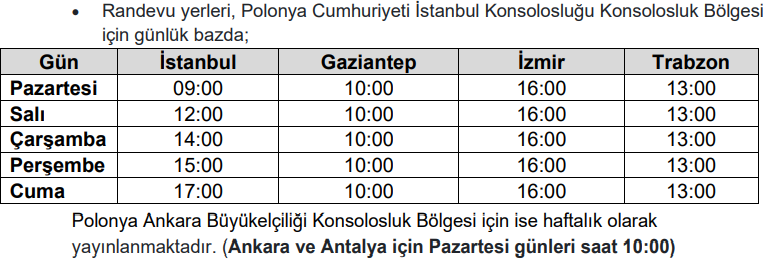 • Randevu yerleri, Polonya Cumhuriyeti İstanbul Konsolosluğu Konsolosluk Bölgesi
için günlük bazda;
Gün İstanbul Gaziantep İzmir Trabzon
Pazartesi 09:00 10:00 16:00 13:00
Salı 12:00 10:00 16:00 13:00
Çarşamba 14:00 10:00 16:00 13:00
Perşembe 15:00 10:00 16:00 13:00
Cuma 17:00 10:00 16:00 13:00
Polonya Ankara Büyükelçiliği Konsolosluk Bölgesi için ise haftalık olarak
yayınlanmaktadır. (Ankara ve Antalya için Pazartesi günleri saat 10:00)